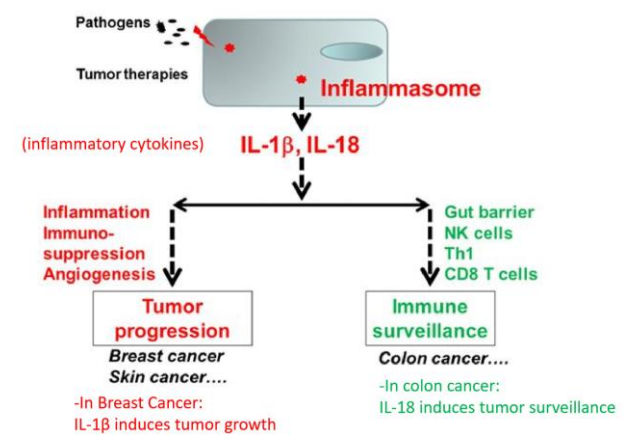 Pathogens
Tumor therapies
Inflammasome
(inflammatory cytokines)
IL-1β, IL-18
Inflammation
Immuno-
suppression
Angiogenesis
Gut barrier
NK cells
Th1
CD8 T cells
Tumor
progression
Immune
surveillance
Breast cancer
Skin cancer....
Colon cancer....
-In Breast Cancer:
IL-1β induces tumor growth
-In colon cancer:
IL-18 induces tumor surveillance